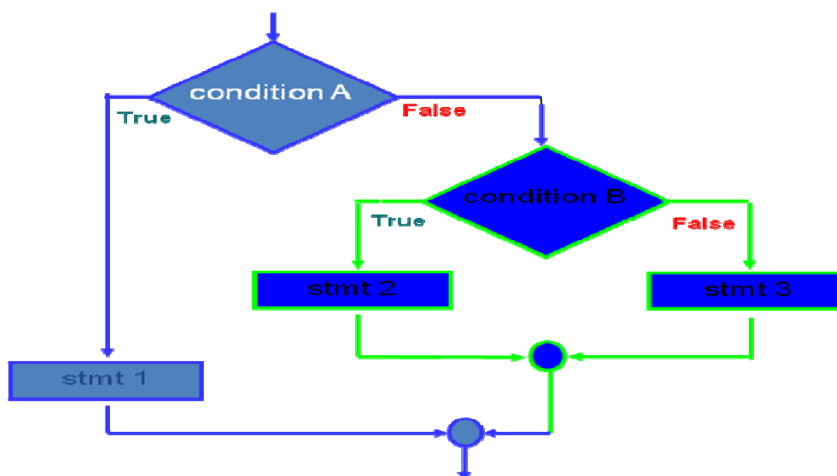 condition A
True
False
condition B
True
False
stmt 2
stmt 3
stmt 1